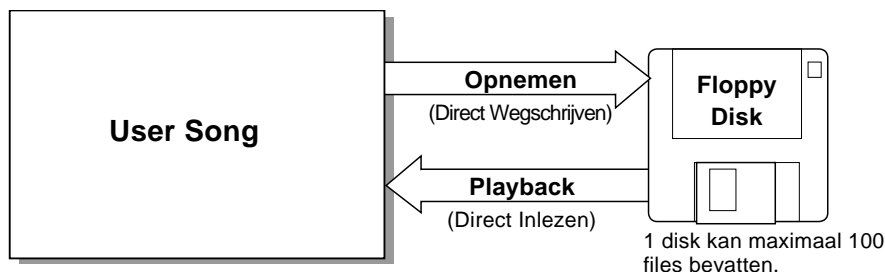 User Song
Opnemen
(Direct Wegschrijven)
Playback
(Direct Inlezen)
Floppy
Disk
1 disk kan maximaal 100
files bevatten.